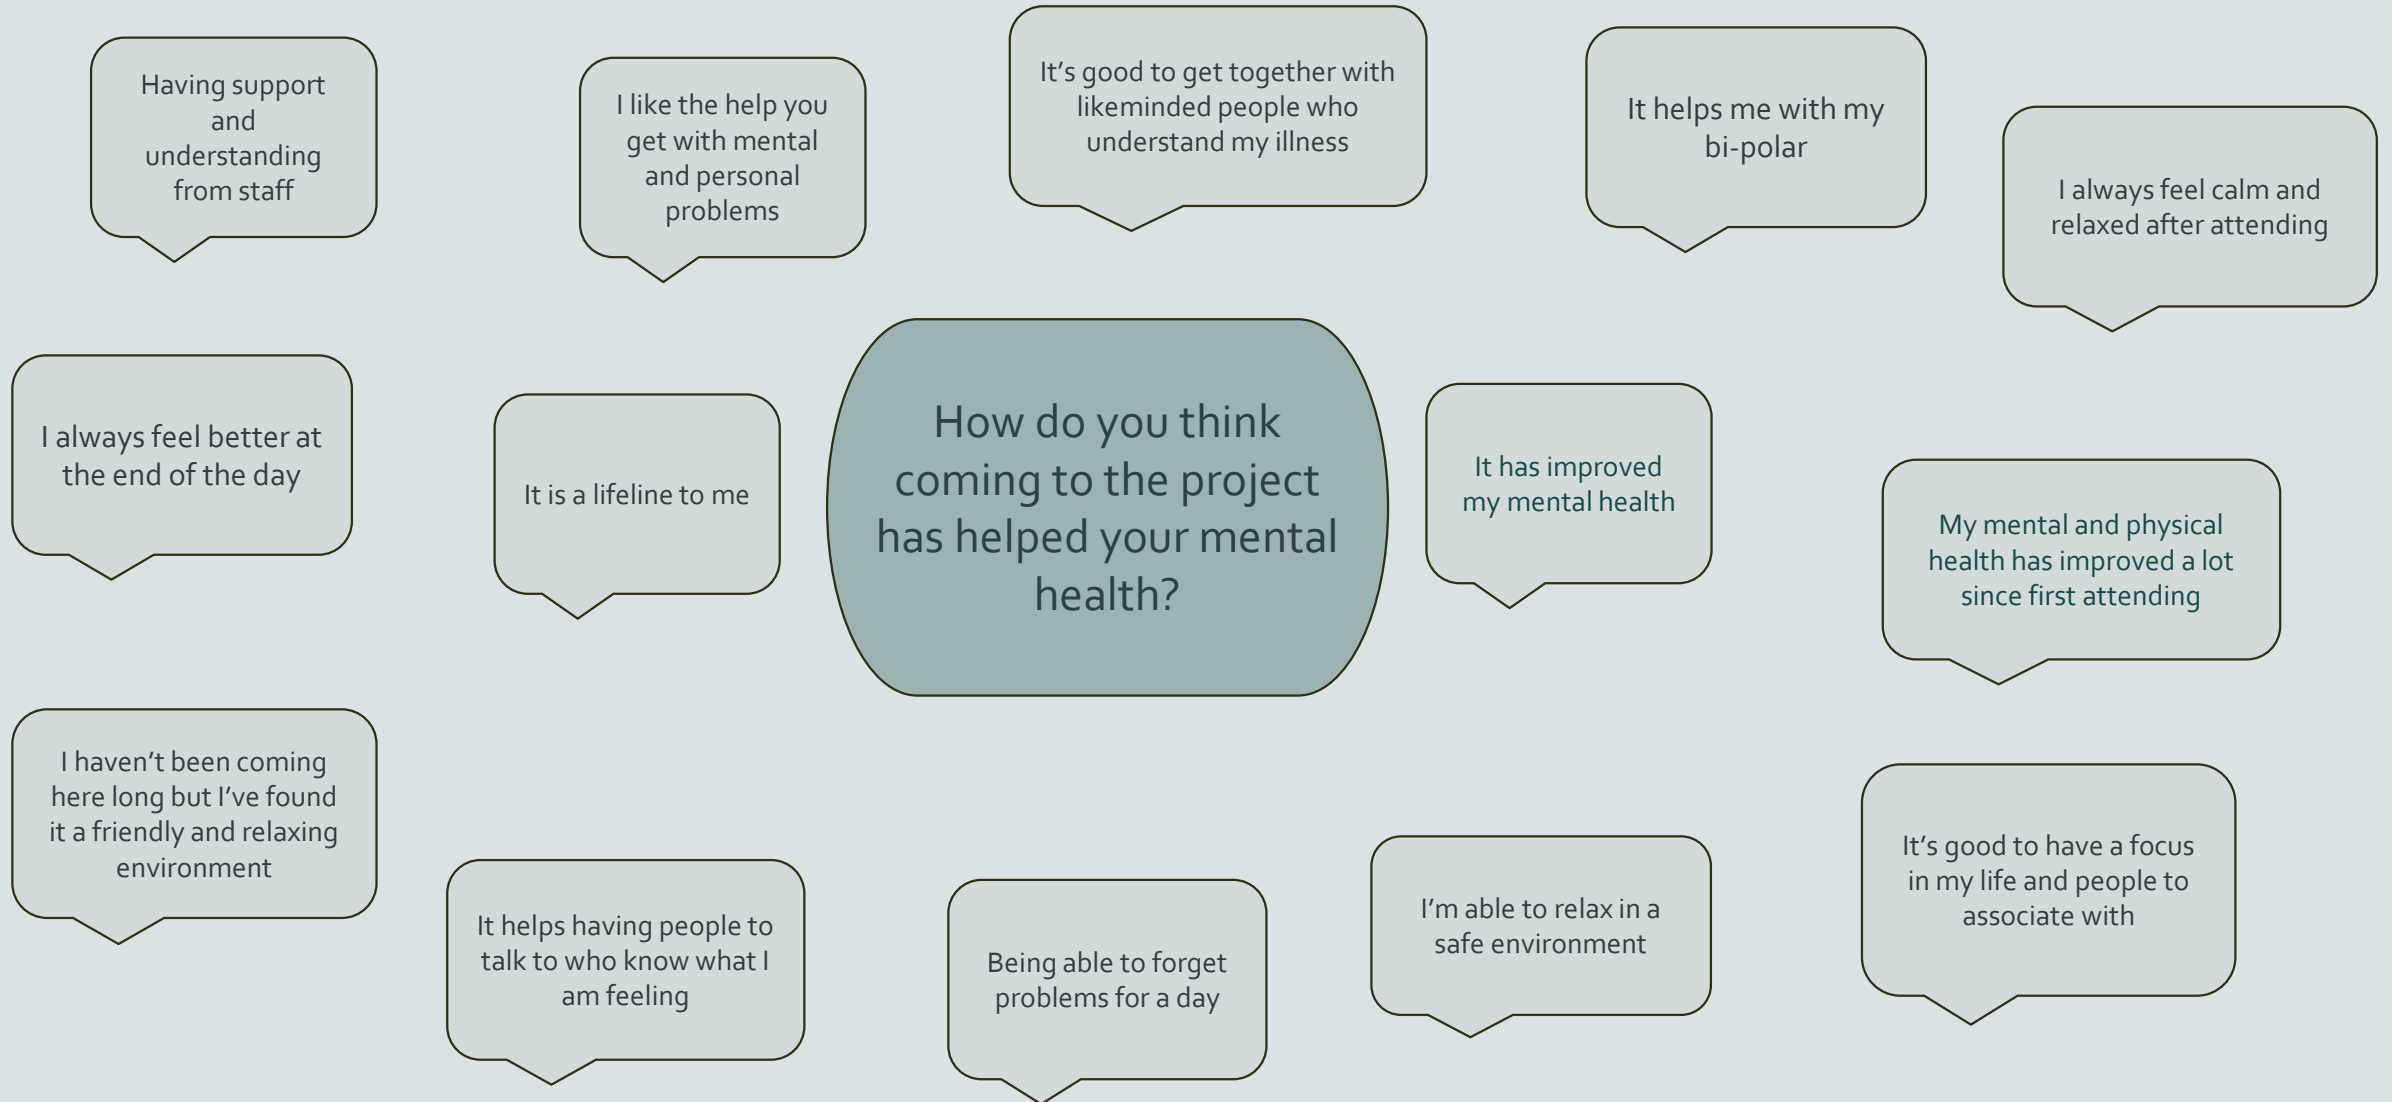 Having support
and
understanding
from staff
I like the help you
get with mental
and personal
problems
It's good to get together with
likeminded people who
understand my illness
It helps me with my
bi-polar
I always feel calm and
relaxed after attending
I always feel better at
the end of the day
It is a lifeline to me
How do you think
coming to the project
has helped your mental
health?
It has improved
my mental health
My mental and physical
health has improved a lot
since first attending
I haven't been coming
here long but I've found
it a friendly and relaxing
environment
It helps having people to
talk to who know what I
am feeling
Being able to forget
problems for a day
I'm able to relax in a
safe environment
It's good to have a focus
in my life and people to
associate with